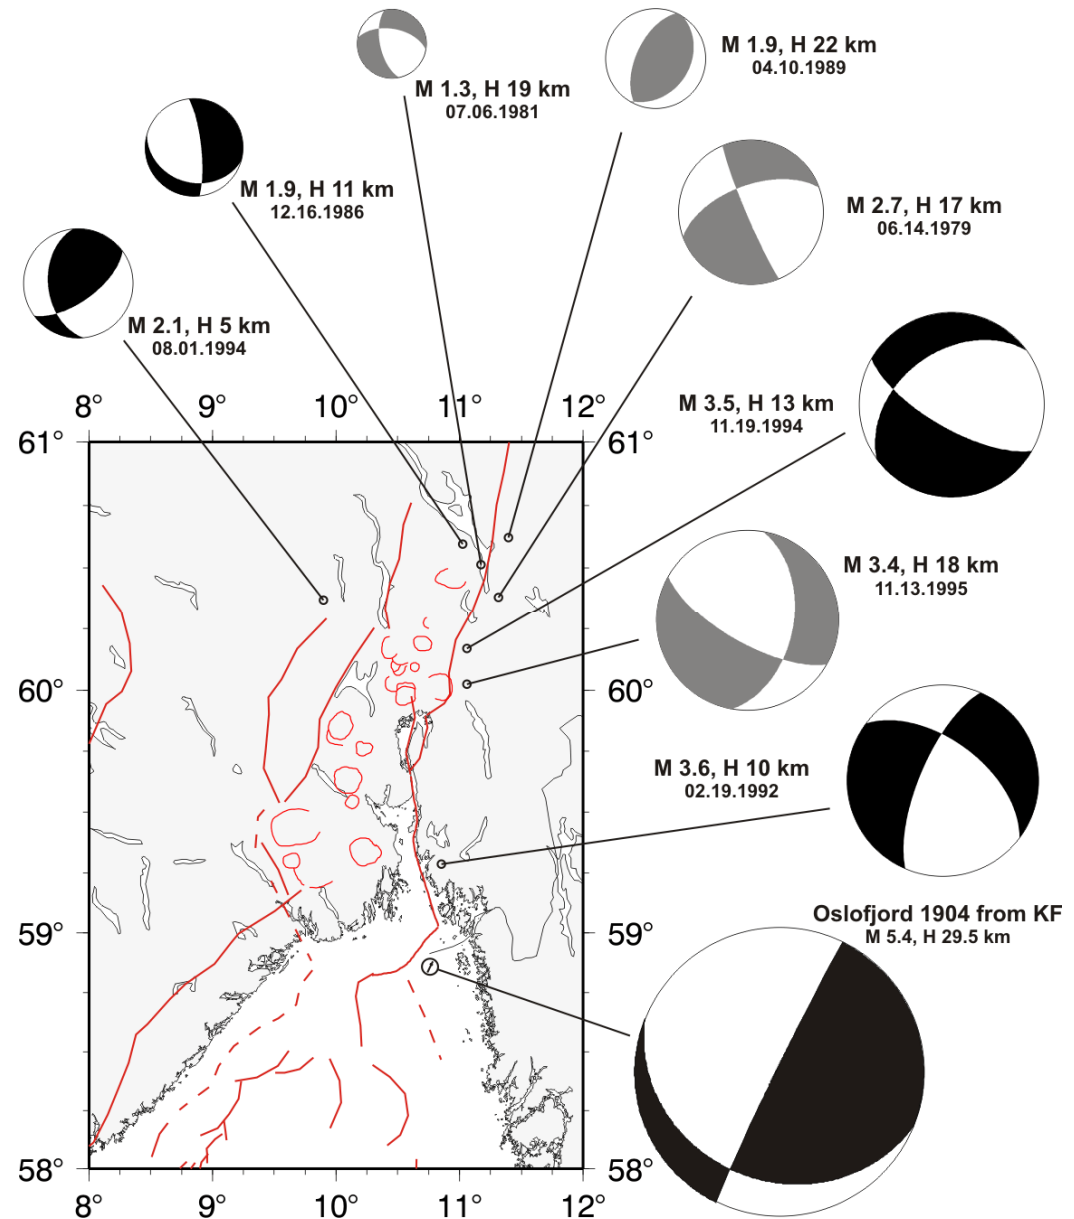 M 1.3, H 19 km
07.06.1981
M 1.9, H 22 km
04.10.1989
M 1.9, H 11 km
12.16.1986
M 2.7, H 17 km
06.14.1979
M 2.1, H 5 km
08.01.1994
M 3.5, H 13 km
11.19.1994
8° 9° 10° 11° 12°
61° 61°
M 3.4, H 18 km
11.13.1995
60° 60°
M 3.6, H 10 km
02.19.1992
Oslofjord 1904 from KF
M 5.4, H 29.5 km
59° 59°
58° 58°
8° 9° 10° 11° 12°